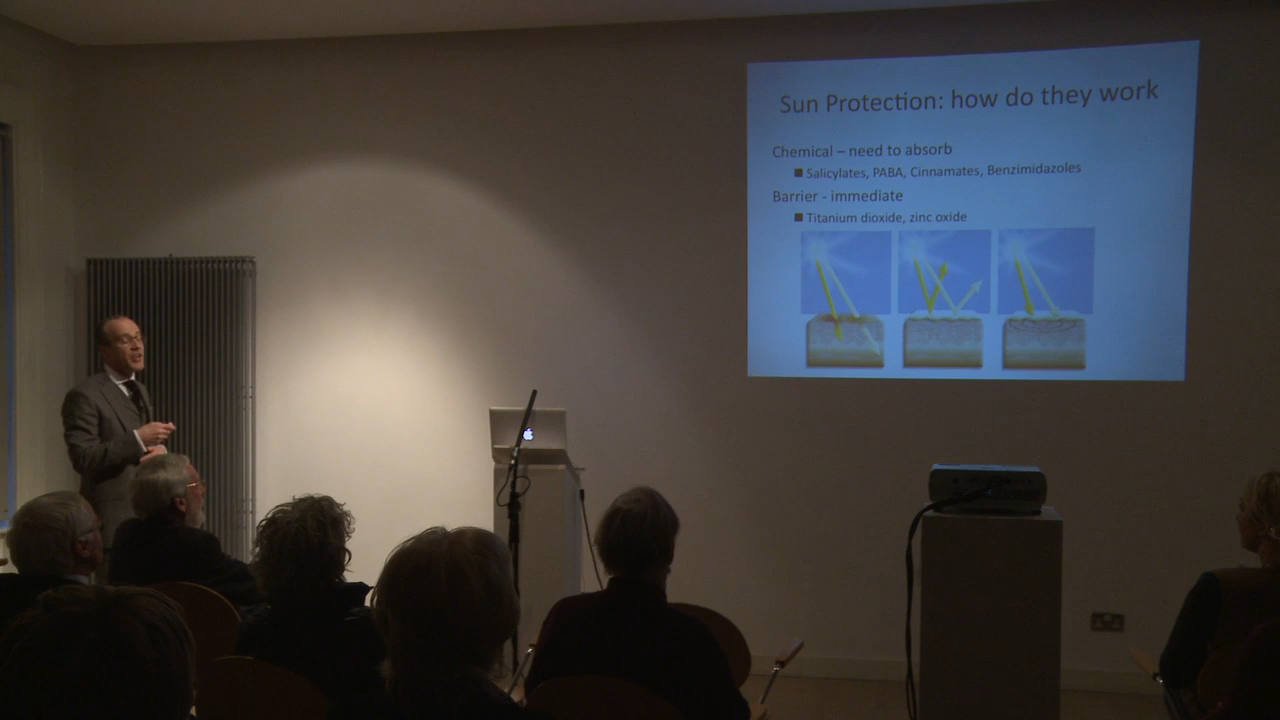 Sun Protection: how do they work
Chemical – need to absorb
■ Salicylates, PABA, Cinnamates, Benzimidazoles
Barrier - immediate
■ Titanium dioxide, zinc oxide